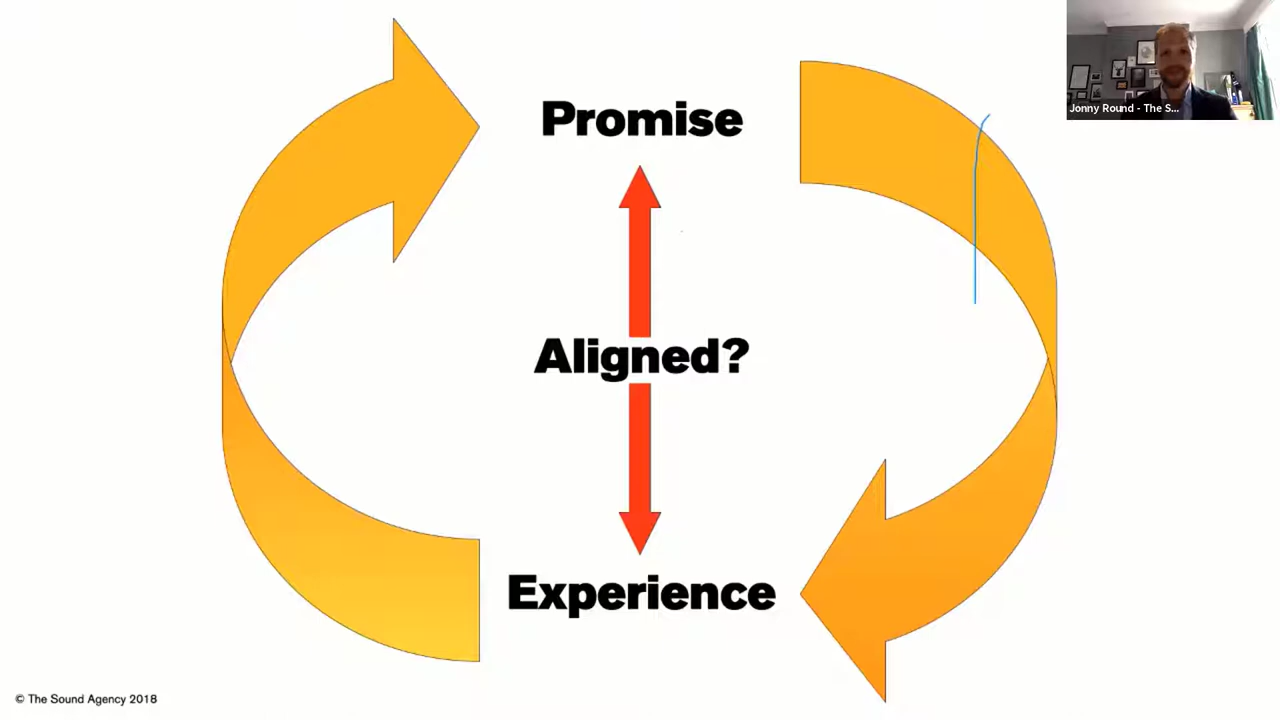 Promise
Jonny Round - The S...
Aligned?
Experience
© The Sound Agency 2018